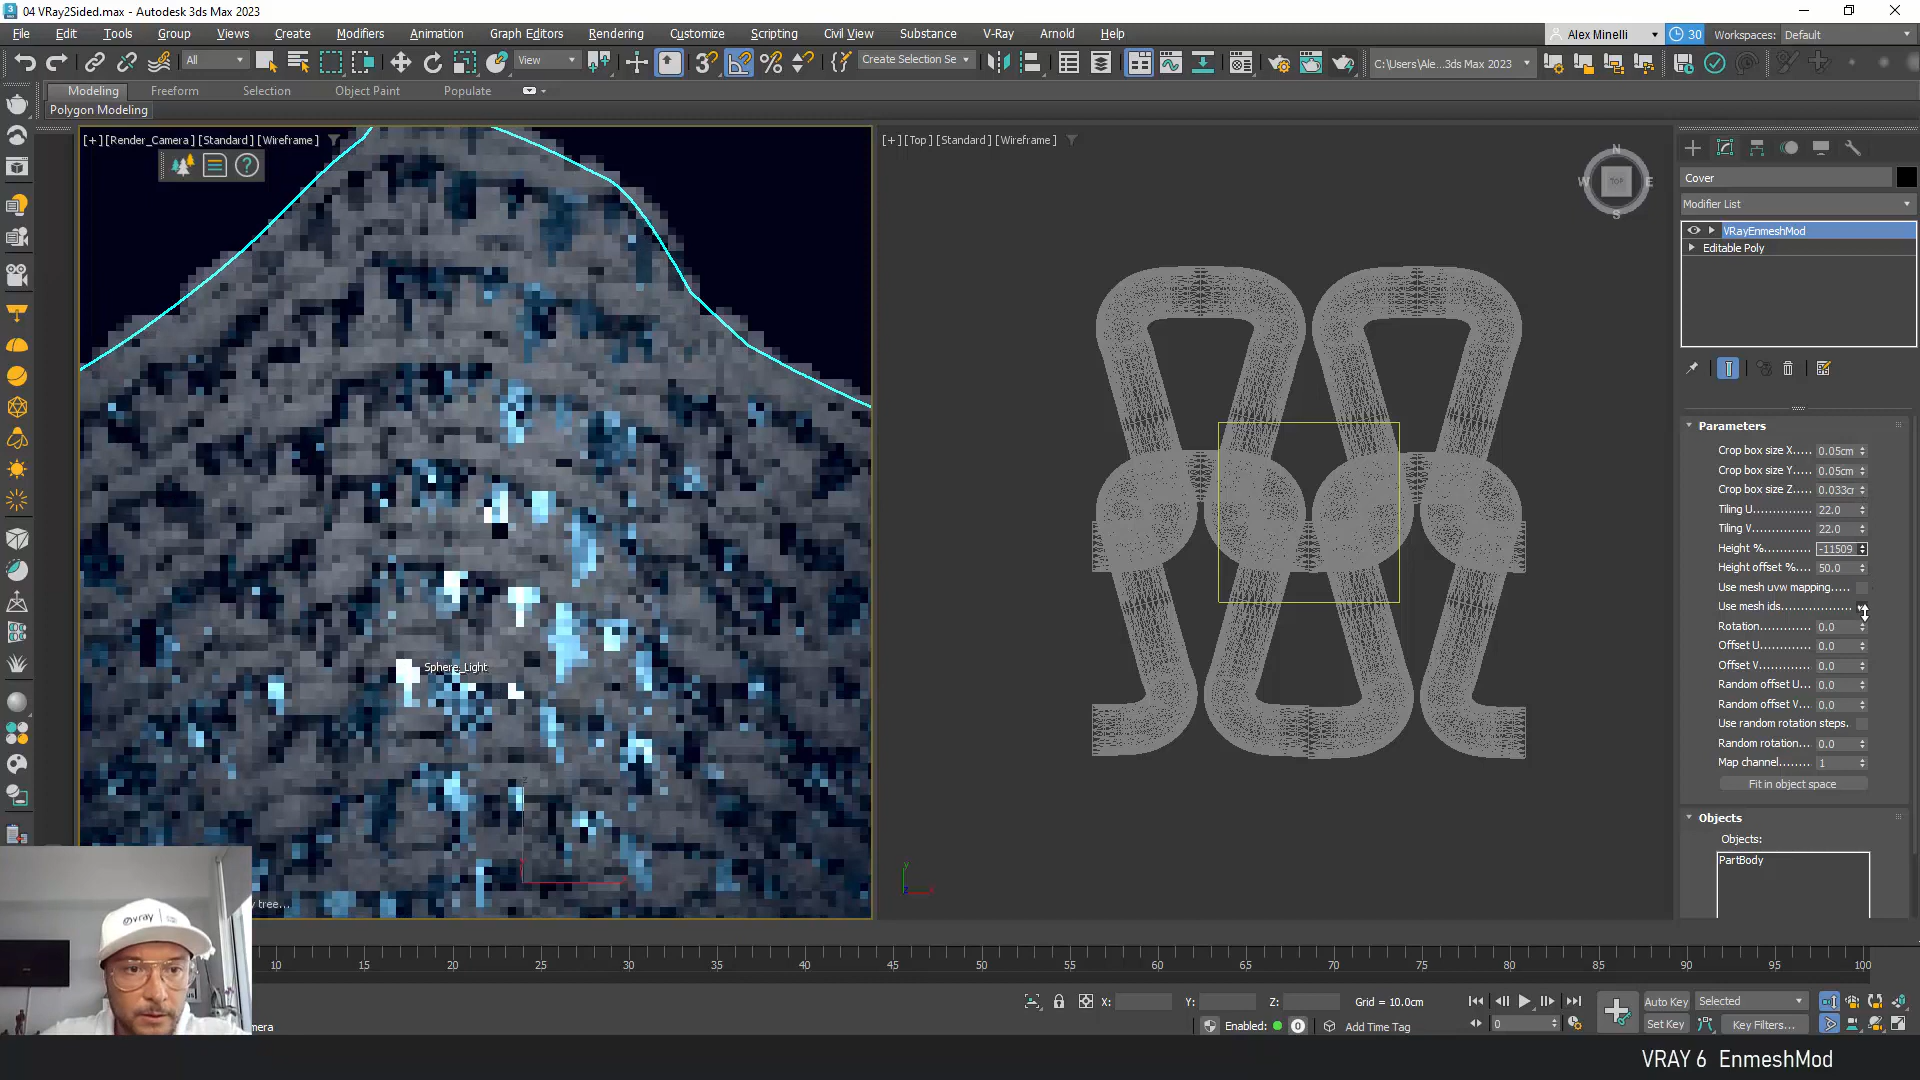 04 VRay2Sided.max - Autodesk 3ds Max 2023
File Edit Tools Group Views Create Modifiers Animation Graph Editors Rendering Customize Scripting Civil View Substance V-Ray Arnold Help
Alex Minelli 30 Workspaces: Default
All View Create Selection Se C:\Users\Ale...3ds Max 2023
Modeling Freeform Selection Object Paint Populate
Polygon Modeling
[+] [Render_Camera] [Standard] [Wireframe]
[+] [Top] [Standard] [Wireframe]
N
W TOP E
S
Sphere_Light
y tree...
Cover
Modifier List
VRayEnmeshMod
Editable Poly
Parameters
Crop box size X..... 0.05cm
Crop box size Y..... 0.05cm
Crop box size Z..... 0.033cr
Tiling U............... 22.0
Tiling V............... 22.0
Height %............ -11509
Height offset %.... 50.0
Use mesh uvw mapping.....
Use mesh ids..................
Rotation............. 0.0
Offset U............. 0.0
Offset V............. 0.0
Random offset U... 0.0
Random offset V... 0.0
Use random rotation steps.
Random rotation... 0.0
Map channel........ 1
Fit in object space
Objects
Objects:
PartBody
y
x
10 15 20 25 30 35 40 45 50 55 60 65 70 75 80 85 90 95 100
X: Y: Z: Grid = 10.0cm
Auto Key Selected
mera
Enabled: 0 Add Time Tag
0 Set Key Key Filters...
vray
VRAY 6 EnmeshMod